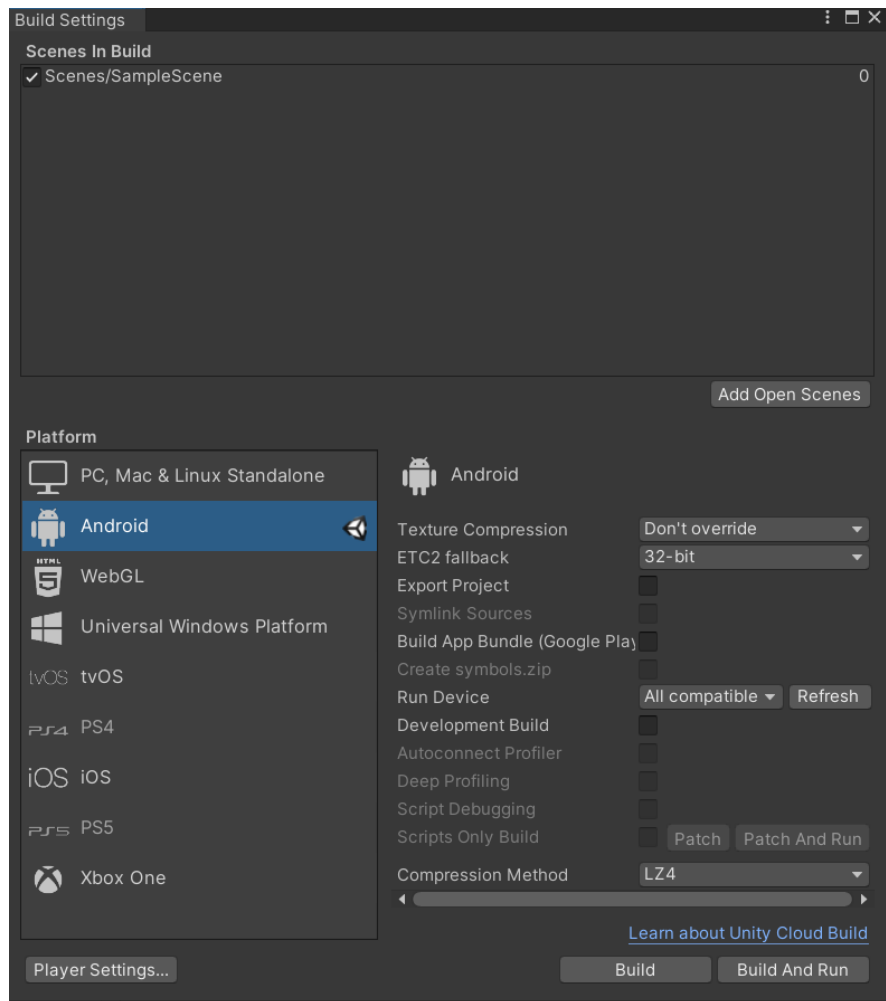 Build Settings
Scenes In Build
Scenes/SampleScene 0
Add Open Scenes
Platform
PC, Mac & Linux Standalone
Android
HTML
5
WebGL
Universal Windows Platform
tvOS tvOS
PS4 PS4
iOS iOS
PS5 PS5
Xbox One
Android
Texture Compression Don't override
ETC2 fallback 32-bit
Export Project
Symlink Sources
Build App Bundle (Google Play
Create symbols.zip
Run Device All compatible Refresh
Development Build
Autoconnect Profiler
Deep Profiling
Script Debugging
Scripts Only Build Patch Patch And Run
Compression Method LZ4
Learn about Unity Cloud Build
Player Settings... Build Build And Run